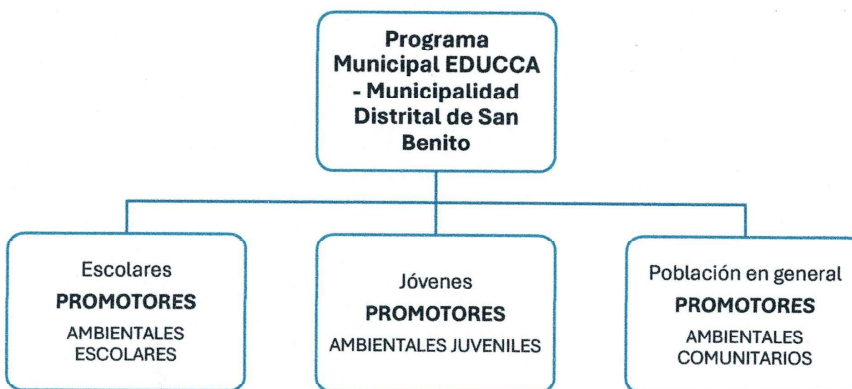 Programa
Municipal EDUCCA
- Municipalidad
Distrital de San
Benito
Escolares
PROMOTORES
AMBIENTALES
ESCOLARES
Jóvenes
PROMOTORES
AMBIENTALES JUVENILES
Población en general
PROMOTORES
AMBIENTALES
COMUNITARIOS